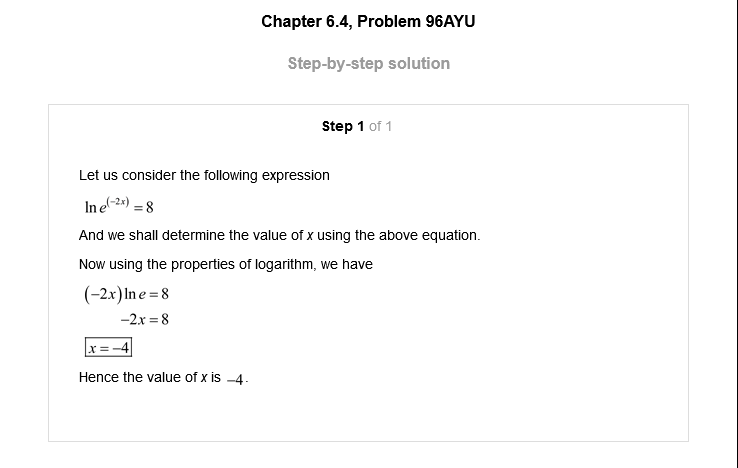 Chapter 6.4, Problem 96AYU
Step-by-step solution
Step 1 of 1
Let us consider the following expression
ln e^(−2x) = 8
And we shall determine the value of x using the above equation.
Now using the properties of logarithm, we have
(−2x) ln e = 8
−2x = 8
x = −4
Hence the value of x is −4.